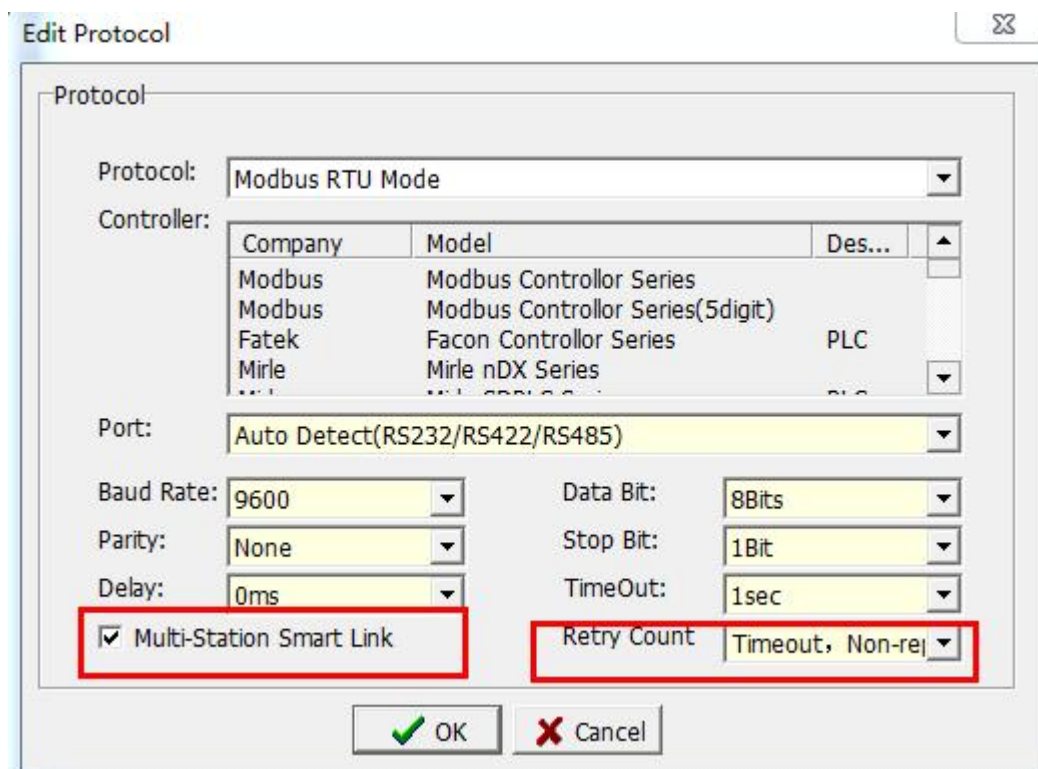 Edit Protocol
Protocol
Protocol: Modbus RTU Mode
Controller:
Company Model Des...
Modbus Modbus Controllor Series
Modbus Modbus Controllor Series(5digit)
Fatek Facon Controllor Series PLC
Mirle Mirle nDX Series
Port: Auto Detect(RS232/RS422/RS485)
Baud Rate: 9600 Data Bit: 8Bits
Parity: None Stop Bit: 1Bit
Delay: 0ms TimeOut: 1sec
Multi-Station Smart Link Retry Count Timeout，Non-rep
OK Cancel